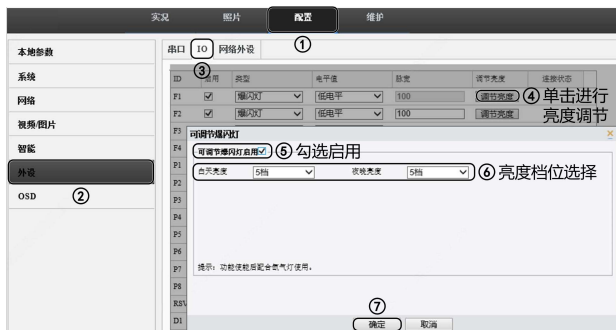 实况 照片 配置 维护
①
本地参数
系统
网络
视频/图片
智能
外设
OSD ②
串口 IO 网络外设
③
ID 启用 类型 电平值 脉宽 调节亮度 连接状态
F1 爆闪灯 低电平 100 调节亮度 ④单击进行
亮度调节
F2 爆闪灯 低电平 100 调节亮度
F3 可调节爆闪灯 ×
F4 可调节爆闪灯启用 ⑤勾选启用
P1 白天亮度 5档 夜晚亮度 5档 ⑥亮度档位选择
P2
P3
P4
P5
P6
P7 提示：功能使能后配合氙气灯使用。
P8
RS\
⑦
D1 确定 取消